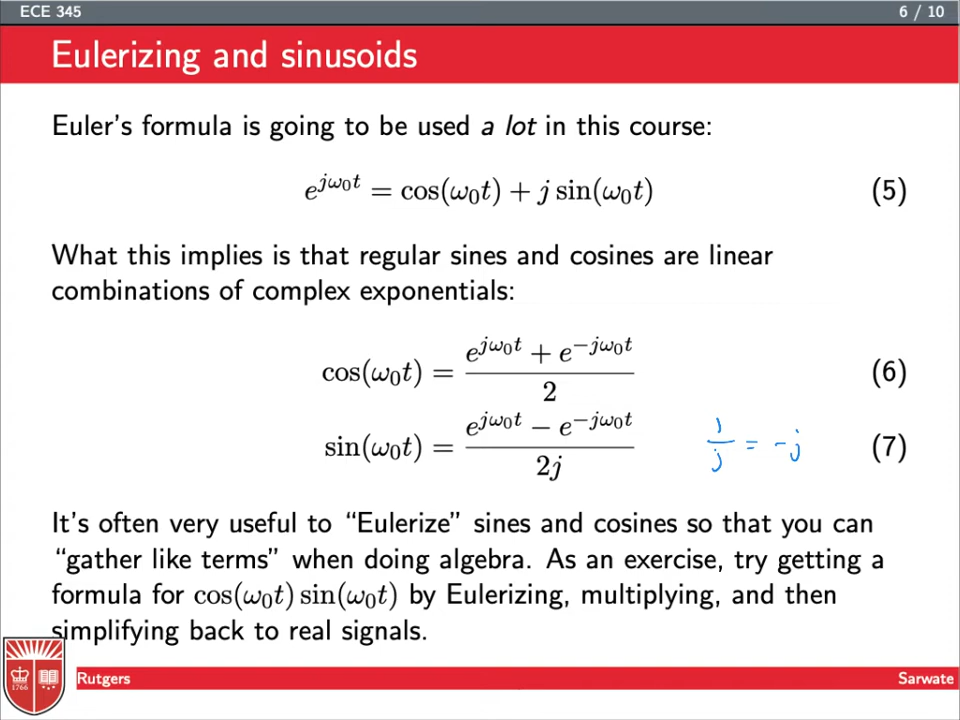 ECE 345 6 / 10
Eulerizing and sinusoids
Euler's formula is going to be used a lot in this course:
e^{jω₀t} = cos(ω₀t) + j sin(ω₀t) (5)
What this implies is that regular sines and cosines are linear
combinations of complex exponentials:
cos(ω₀t) = (e^{jω₀t} + e^{−jω₀t}) / 2 (6)
sin(ω₀t) = (e^{jω₀t} − e^{−jω₀t}) / 2j 1/j = -j (7)
It's often very useful to “Eulerize” sines and cosines so that you can
“gather like terms” when doing algebra. As an exercise, try getting a
formula for cos(ω₀t) sin(ω₀t) by Eulerizing, multiplying, and then
simplifying back to real signals.
1766
Rutgers Sarwate